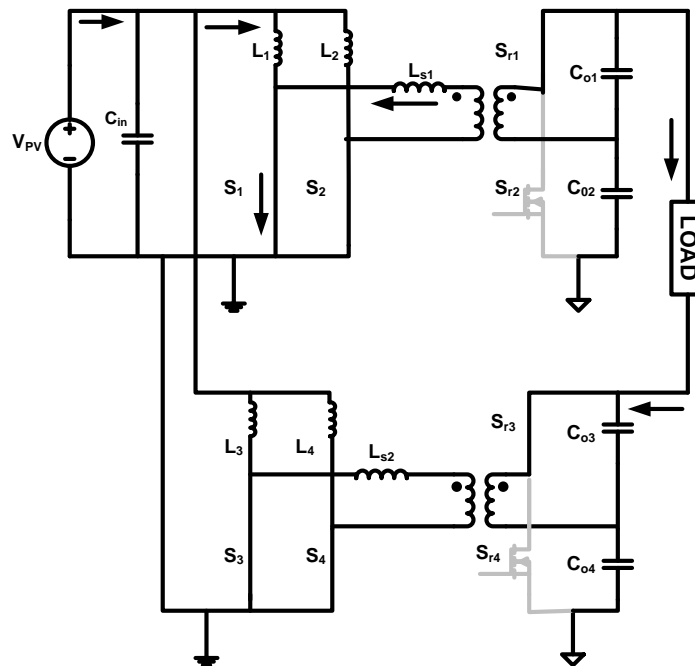 L1
L2
Ls1
Sr1
Co1
Cin
VPV
S1
S2
Sr2
C02
LOAD
L3
L4
Ls2
Sr3
Co3
S3
S4
Sr4
Co4